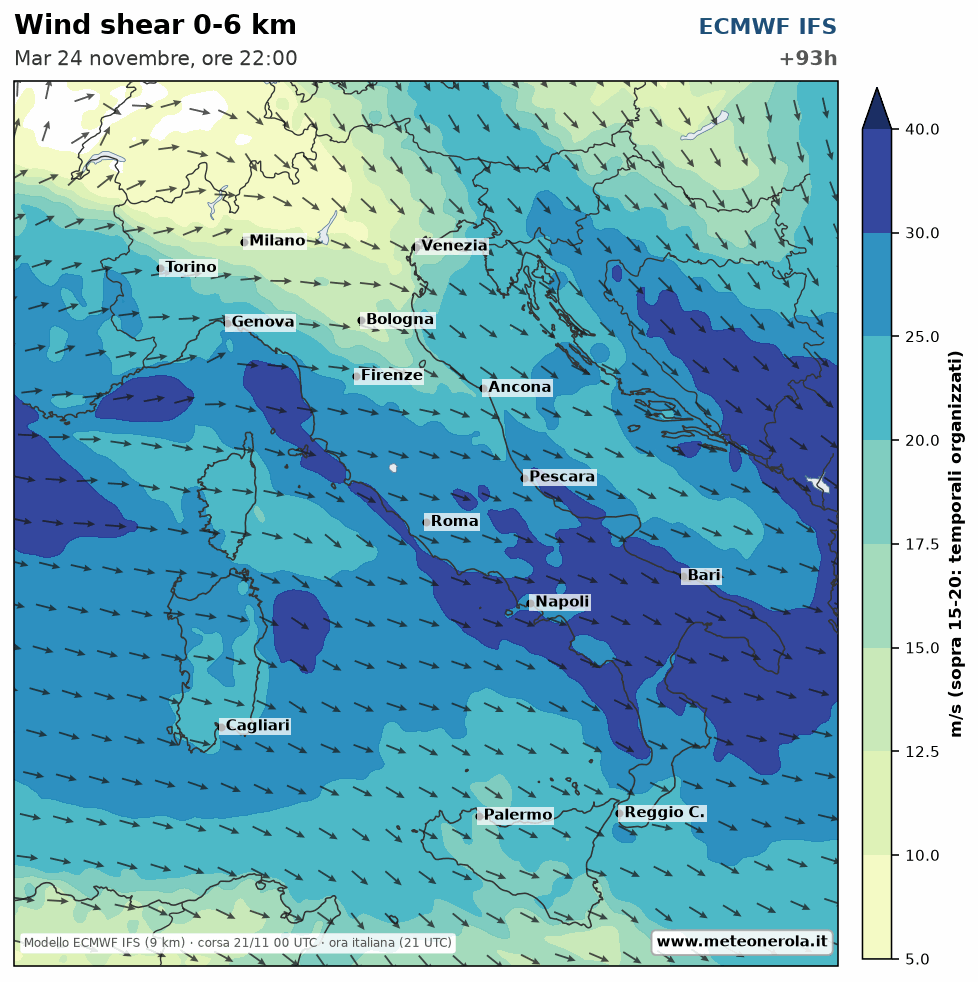 Wind shear 0-6 km
ECMWF IFS
Mar 24 novembre, ore 22:00
+93h
Milano
Venezia
Torino
Genova
Bologna
Firenze
Ancona
Pescara
Roma
Bari
Napoli
Cagliari
Palermo
Reggio C.
40.0
30.0
25.0
20.0
17.5
15.0
12.5
10.0
5.0
m/s (sopra 15-20: temporali organizzati)
Modello ECMWF IFS (9 km) · corsa 21/11 00 UTC · ora italiana (21 UTC)
www.meteonerola.it